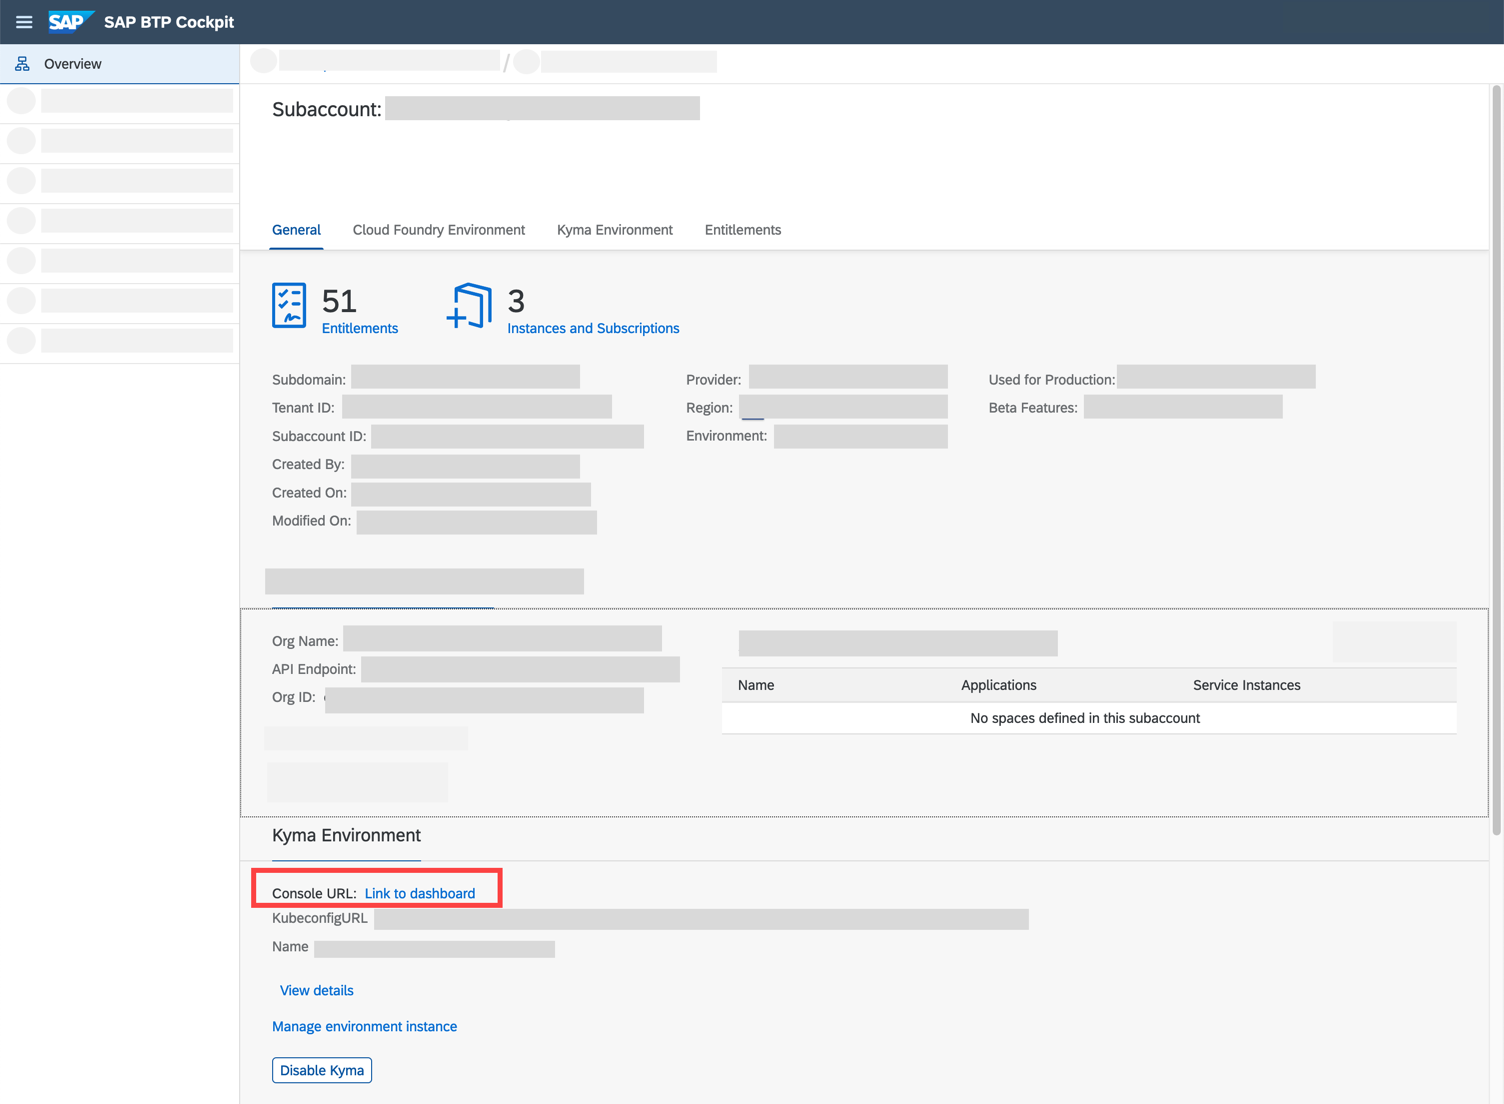 SAP SAP BTP Cockpit
Overview
/
Subaccount:
General Cloud Foundry Environment Kyma Environment Entitlements
51
Entitlements
3
Instances and Subscriptions
Subdomain:
Tenant ID:
Subaccount ID:
Created By:
Created On:
Modified On:
Provider:
Region:
Environment:
Used for Production:
Beta Features:
Org Name:
API Endpoint:
Org ID:
Name Applications Service Instances
No spaces defined in this subaccount
Kyma Environment
Console URL: Link to dashboard
KubeconfigURL
Name
View details
Manage environment instance
Disable Kyma